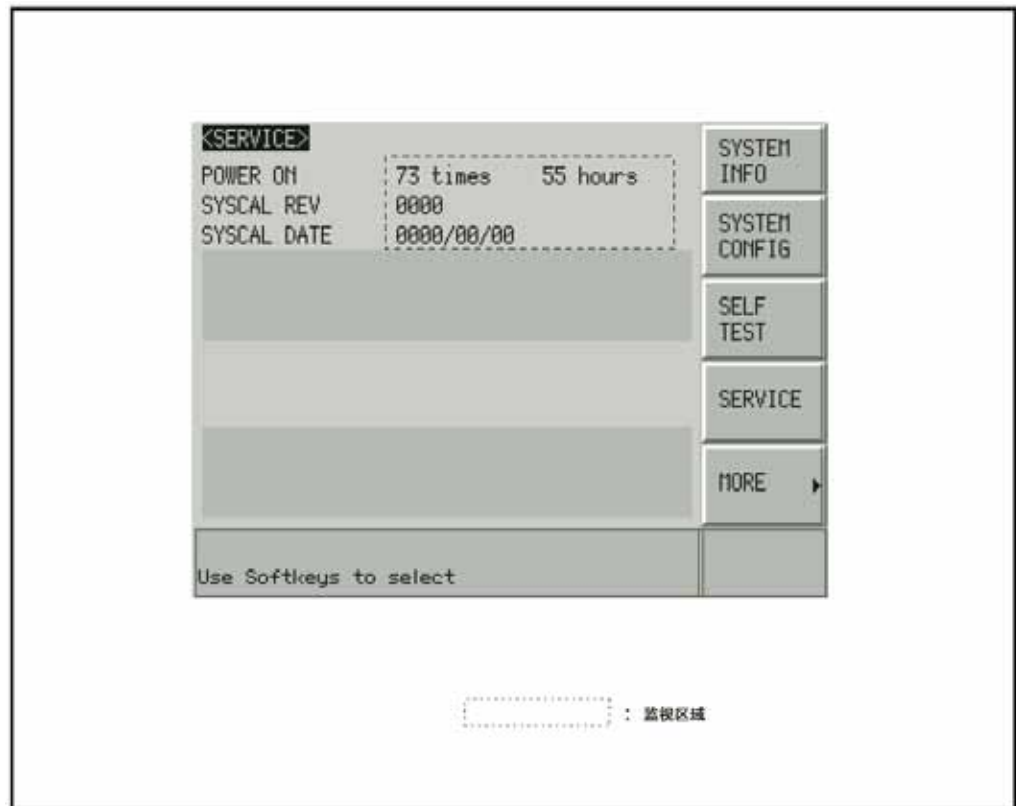 <SERVICE>
POWER ON 73 times 55 hours
SYSCAL REV 0000
SYSCAL DATE 0000/00/00
SYSTEM
INFO
SYSTEM
CONFIG
SELF
TEST
SERVICE
MORE
Use Softkeys to select
: 监视区域